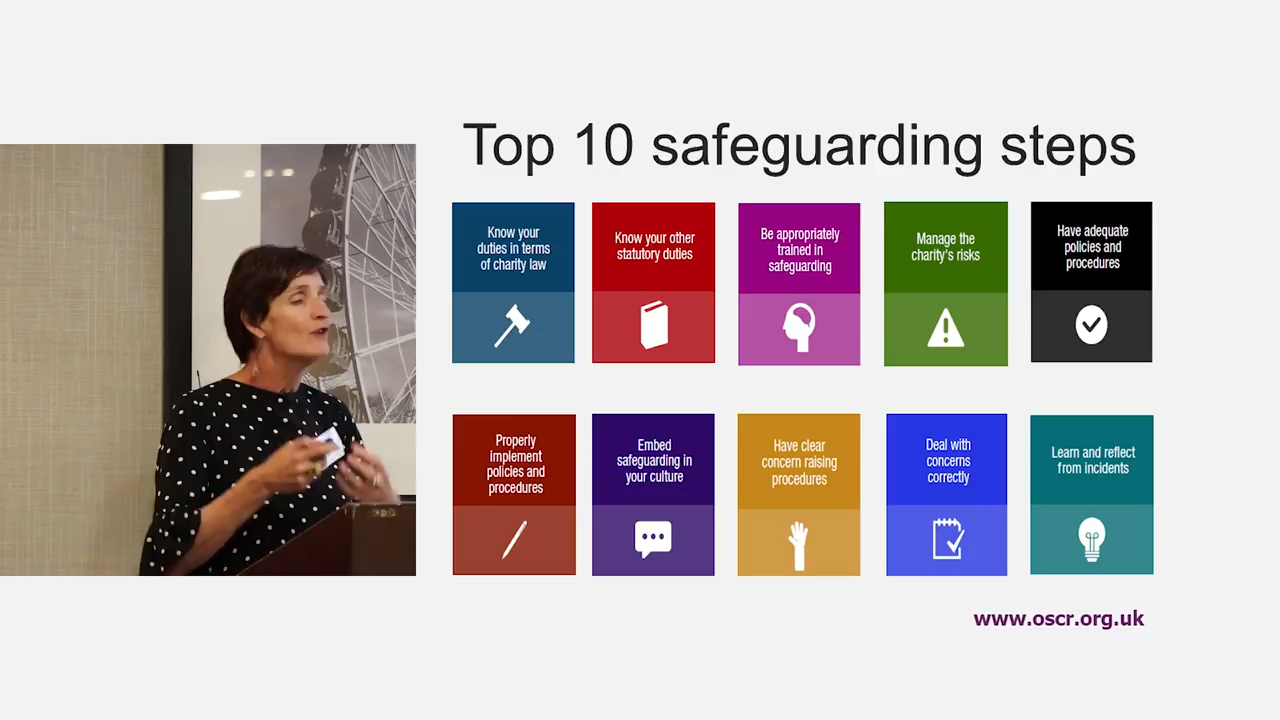 Top 10 safeguarding steps
Know your
duties in terms
of charity law
Know your other
statutory duties
Be appropriately
trained in
safeguarding
Manage the
charity's risks
Have adequate
policies and
procedures
Properly
implement
policies and
procedures
Embed
safeguarding in
your culture
Have clear
concern raising
procedures
Deal with
concerns
correctly
Learn and reflect
from incidents
www.oscr.org.uk